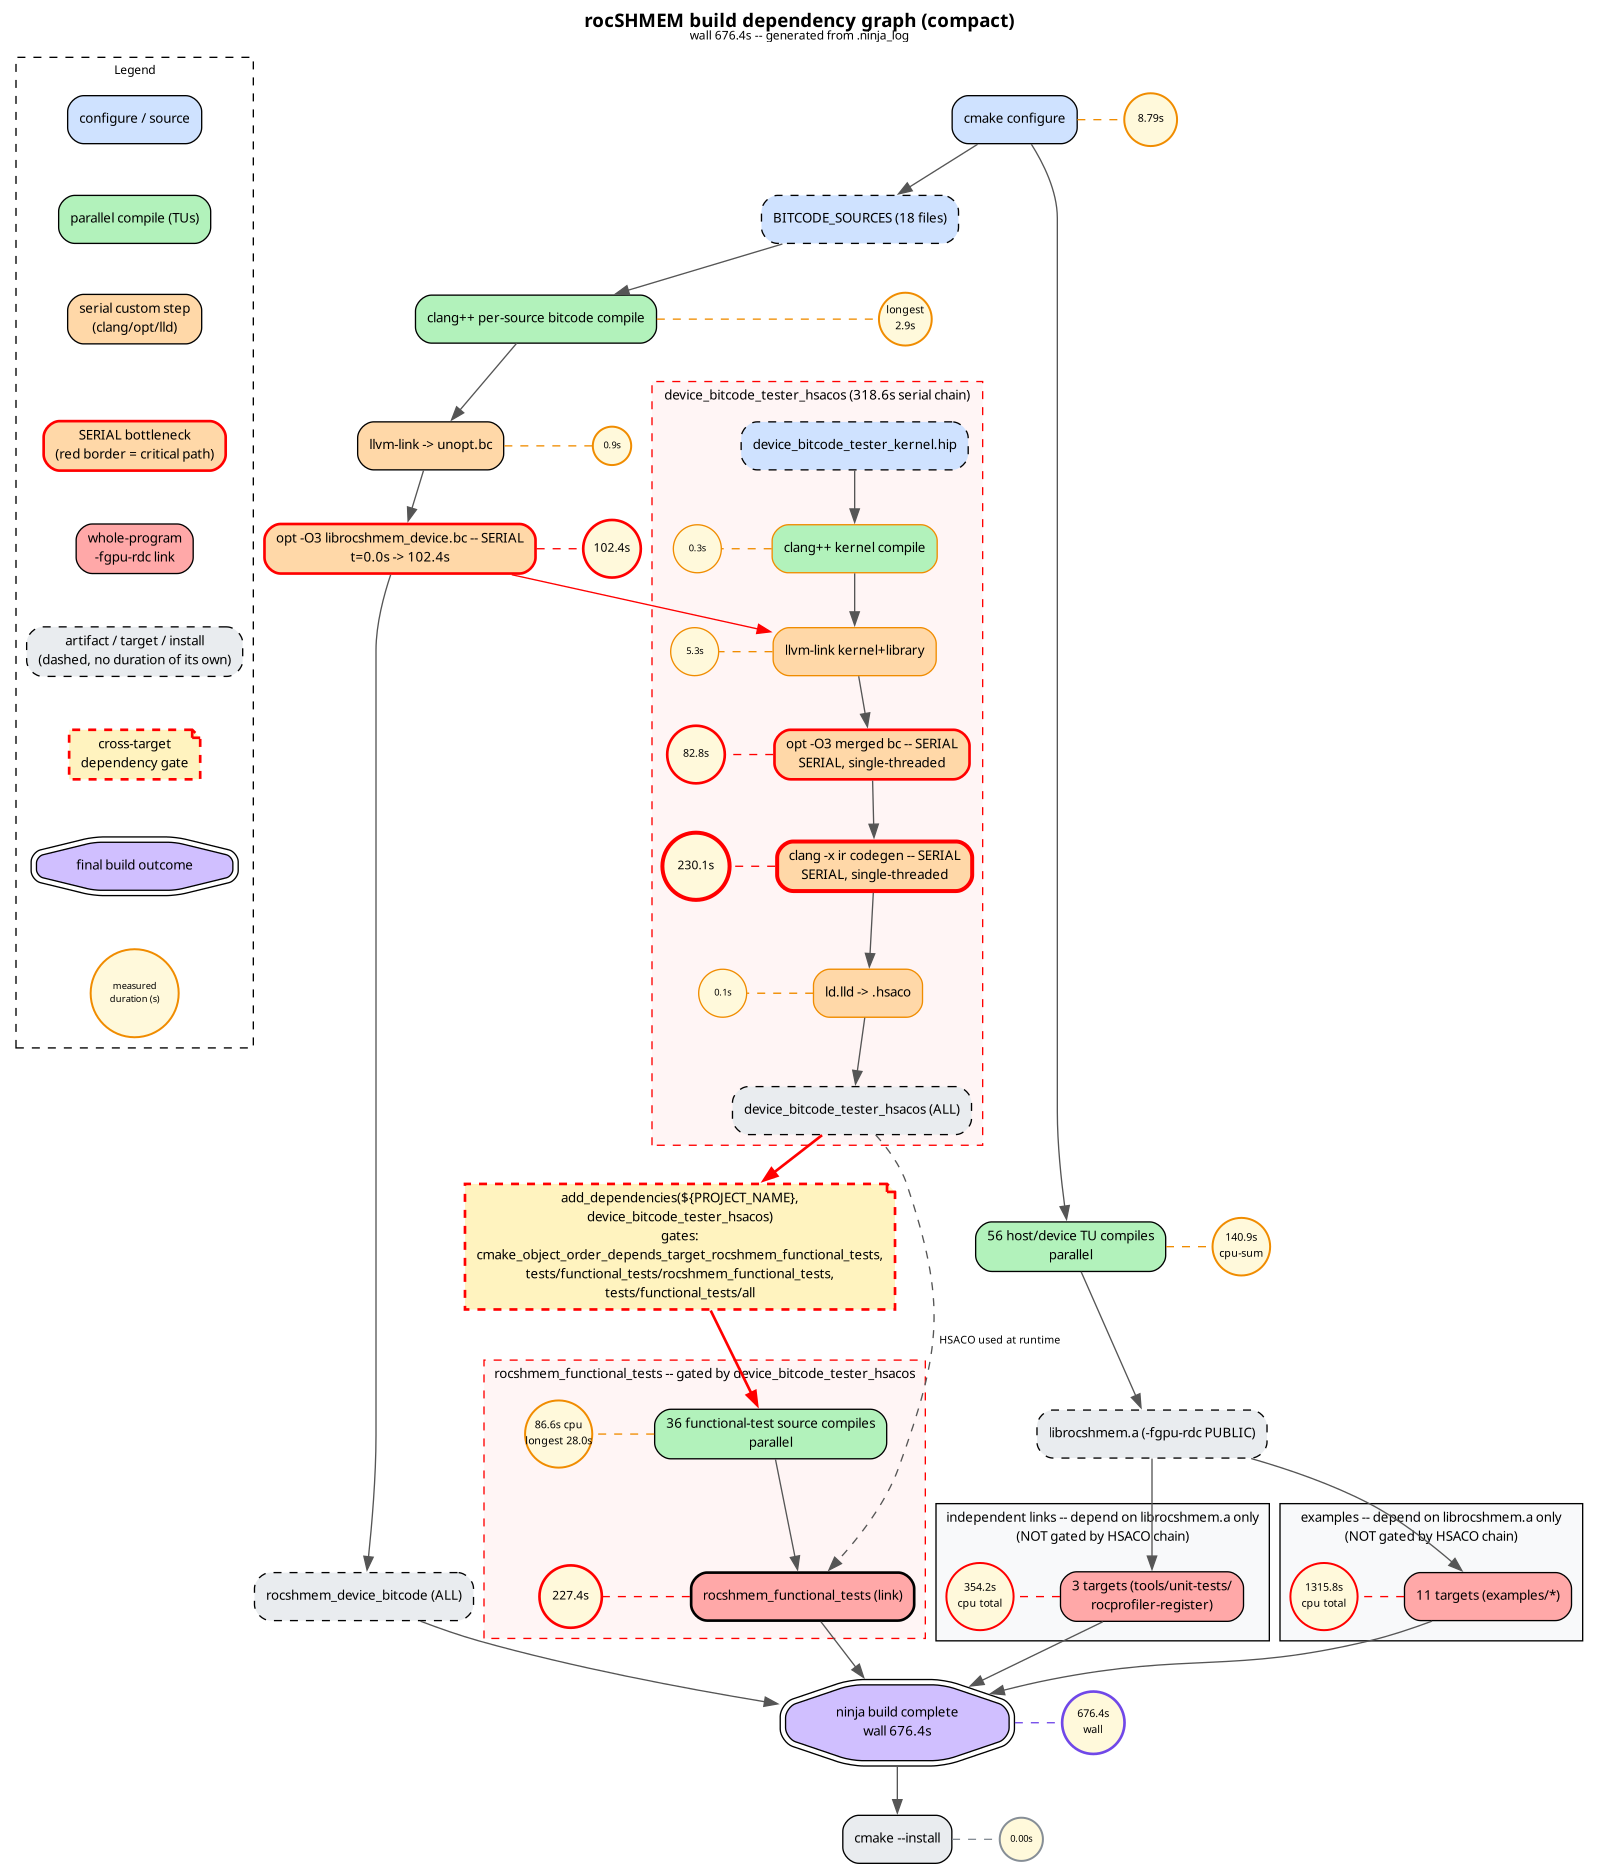 rocSHMEM build dependency graph (compact)
wall 676.4s -- generated from .ninja_log
Legend
configure / source
parallel compile (TUs)
serial custom step
(clang/opt/lld)
SERIAL bottleneck
(red border = critical path)
whole-program
-fgpu-rdc link
artifact / target / install
(dashed, no duration of its own)
cross-target
dependency gate
final build outcome
measured
duration (s)
cmake configure
8.79s
BITCODE_SOURCES (18 files)
clang++ per-source bitcode compile
longest
2.9s
llvm-link -> unopt.bc
0.9s
opt -O3 librocshmem_device.bc -- SERIAL
t=0.0s -> 102.4s
102.4s
device_bitcode_tester_hsacos (318.6s serial chain)
device_bitcode_tester_kernel.hip
0.3s
clang++ kernel compile
5.3s
llvm-link kernel+library
82.8s
opt -O3 merged bc -- SERIAL
SERIAL, single-threaded
230.1s
clang -x ir codegen -- SERIAL
SERIAL, single-threaded
0.1s
ld.lld -> .hsaco
device_bitcode_tester_hsacos (ALL)
add_dependencies(${PROJECT_NAME},
device_bitcode_tester_hsacos)
gates:
cmake_object_order_depends_target_rocshmem_functional_tests,
tests/functional_tests/rocshmem_functional_tests,
tests/functional_tests/all
56 host/device TU compiles
parallel
140.9s
cpu-sum
HSACO used at runtime
rocshmem_functional_tests -- gated by device_bitcode_tester_hsacos
86.6s cpu
longest 28.0s
36 functional-test source compiles
parallel
librocshmem.a (-fgpu-rdc PUBLIC)
rocshmem_device_bitcode (ALL)
227.4s
rocshmem_functional_tests (link)
independent links -- depend on librocshmem.a only
(NOT gated by HSACO chain)
354.2s
cpu total
3 targets (tools/unit-tests/
rocprofiler-register)
examples -- depend on librocshmem.a only
(NOT gated by HSACO chain)
1315.8s
cpu total
11 targets (examples/*)
ninja build complete
wall 676.4s
676.4s
wall
cmake --install
0.00s